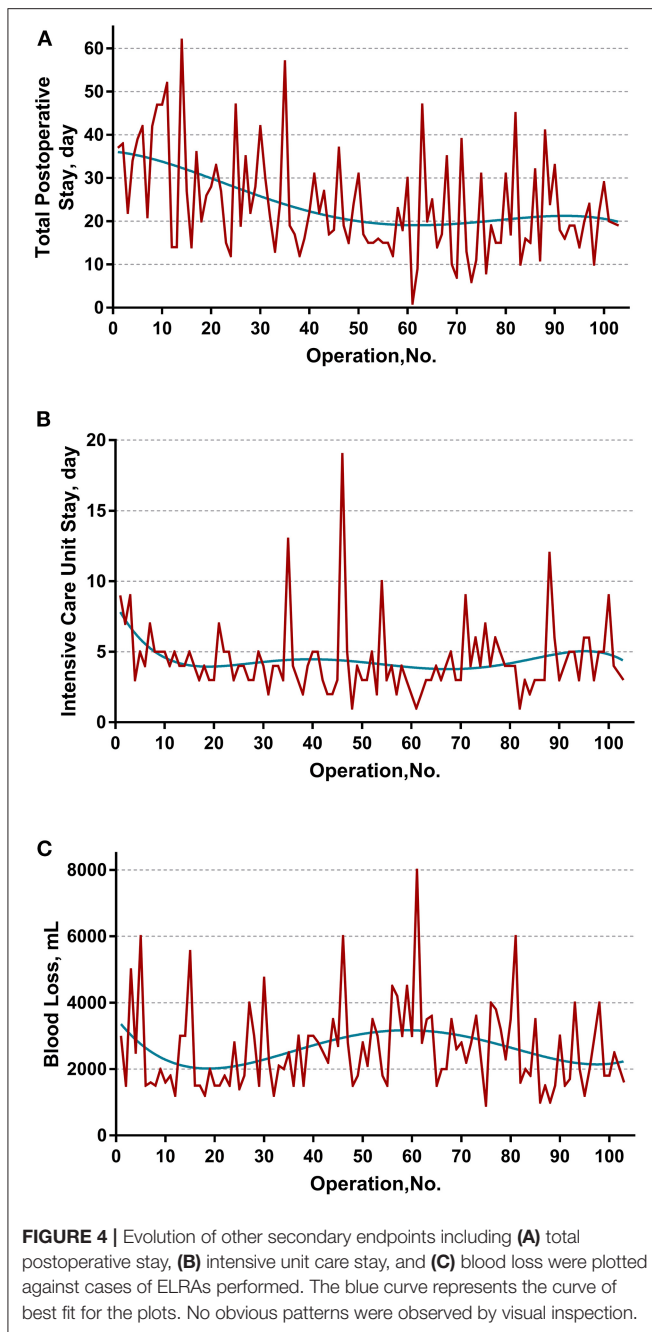 A
Total Postoperative
Stay, day
60
50
40
30
20
10
0
0 10 20 30 40 50 60 70 80 90 100
Operation,No.
B
Intensive Care Unit Stay, day
20
15
10
5
0
0 10 20 30 40 50 60 70 80 90 100
Operation,No.
C
Blood Loss, mL
8000
6000
4000
2000
0
0 10 20 30 40 50 60 70 80 90 100
Operation,No.
FIGURE 4 | Evolution of other secondary endpoints including (A) total
postoperative stay, (B) intensive unit care stay, and (C) blood loss were plotted
against cases of ELRAs performed. The blue curve represents the curve of
best fit for the plots. No obvious patterns were observed by visual inspection.